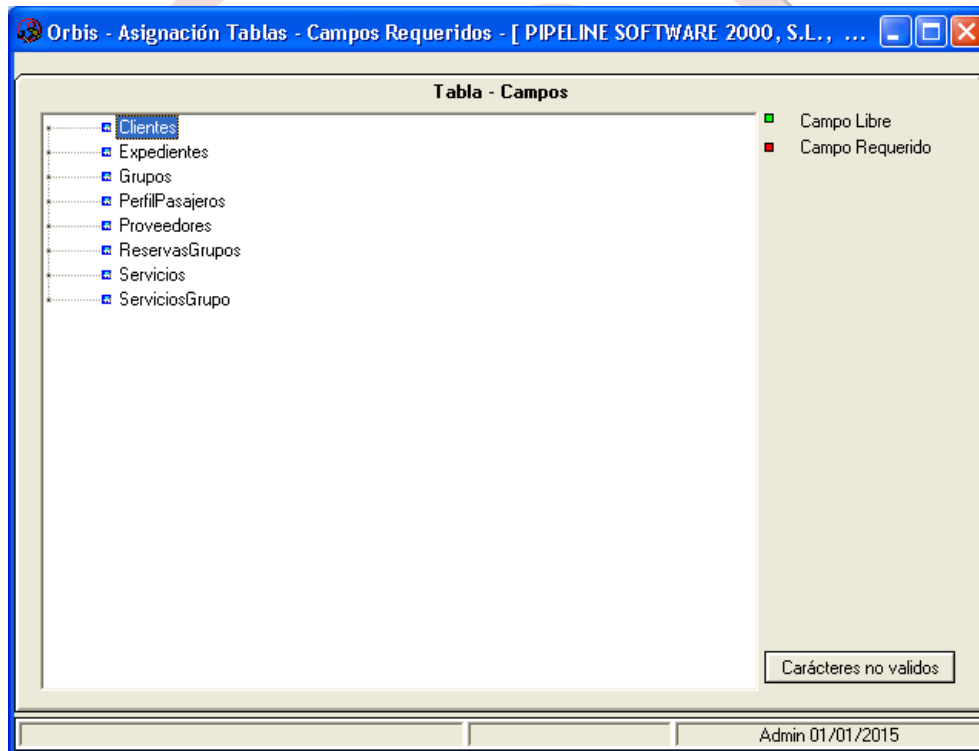 Orbis - Asignación Tablas - Campos Requeridos - [ PIPELINE SOFTWARE 2000, S.L., ...
Tabla - Campos
Clientes
Campo Libre
Expedientes
Campo Requerido
Grupos
PerfilPasajeros
Proveedores
ReservasGrupos
Servicios
ServiciosGrupo
Carácteres no validos
Admin 01/01/2015